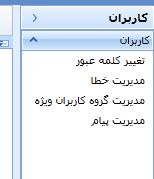 کاربران
کاربران
تغییر کلمه عبور
مدیریت خطا
مدیریت گروه کاربران ویژه
مدیریت پیام